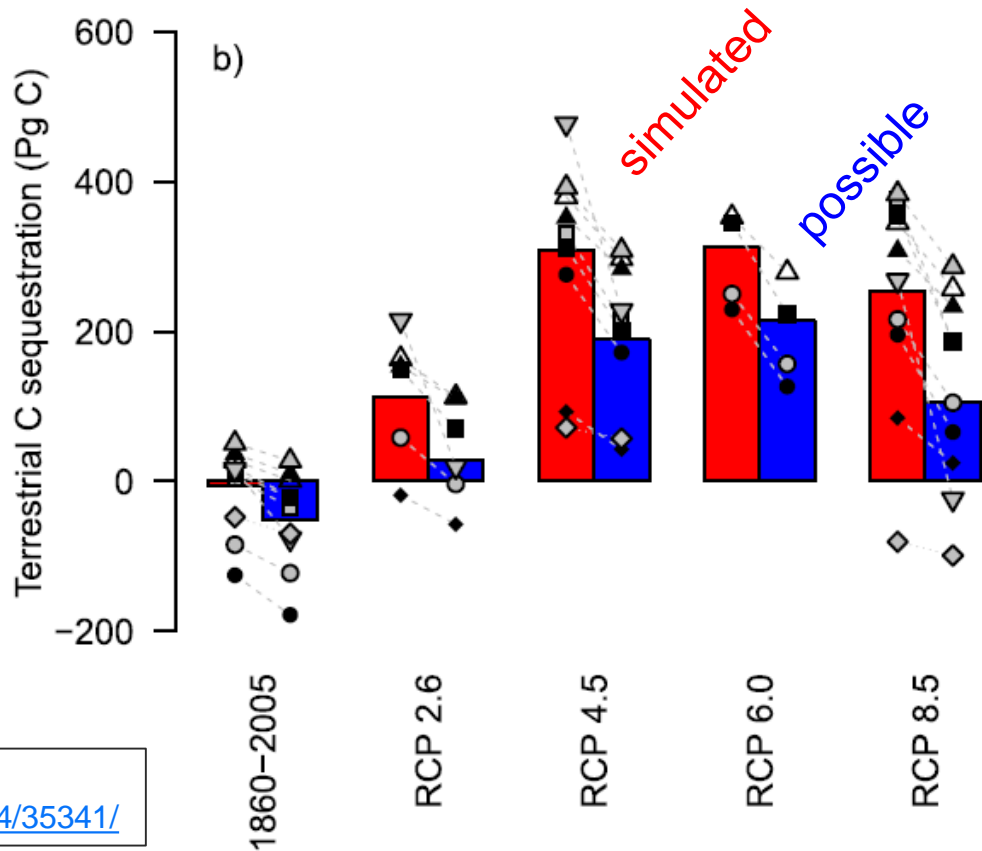 600
b)
simulated
Terrestrial C sequestration (Pg C)
400
possible
200
0
−200
1860−2005
RCP 2.6
RCP 4.5
RCP 6.0
RCP 8.5
4/35341/